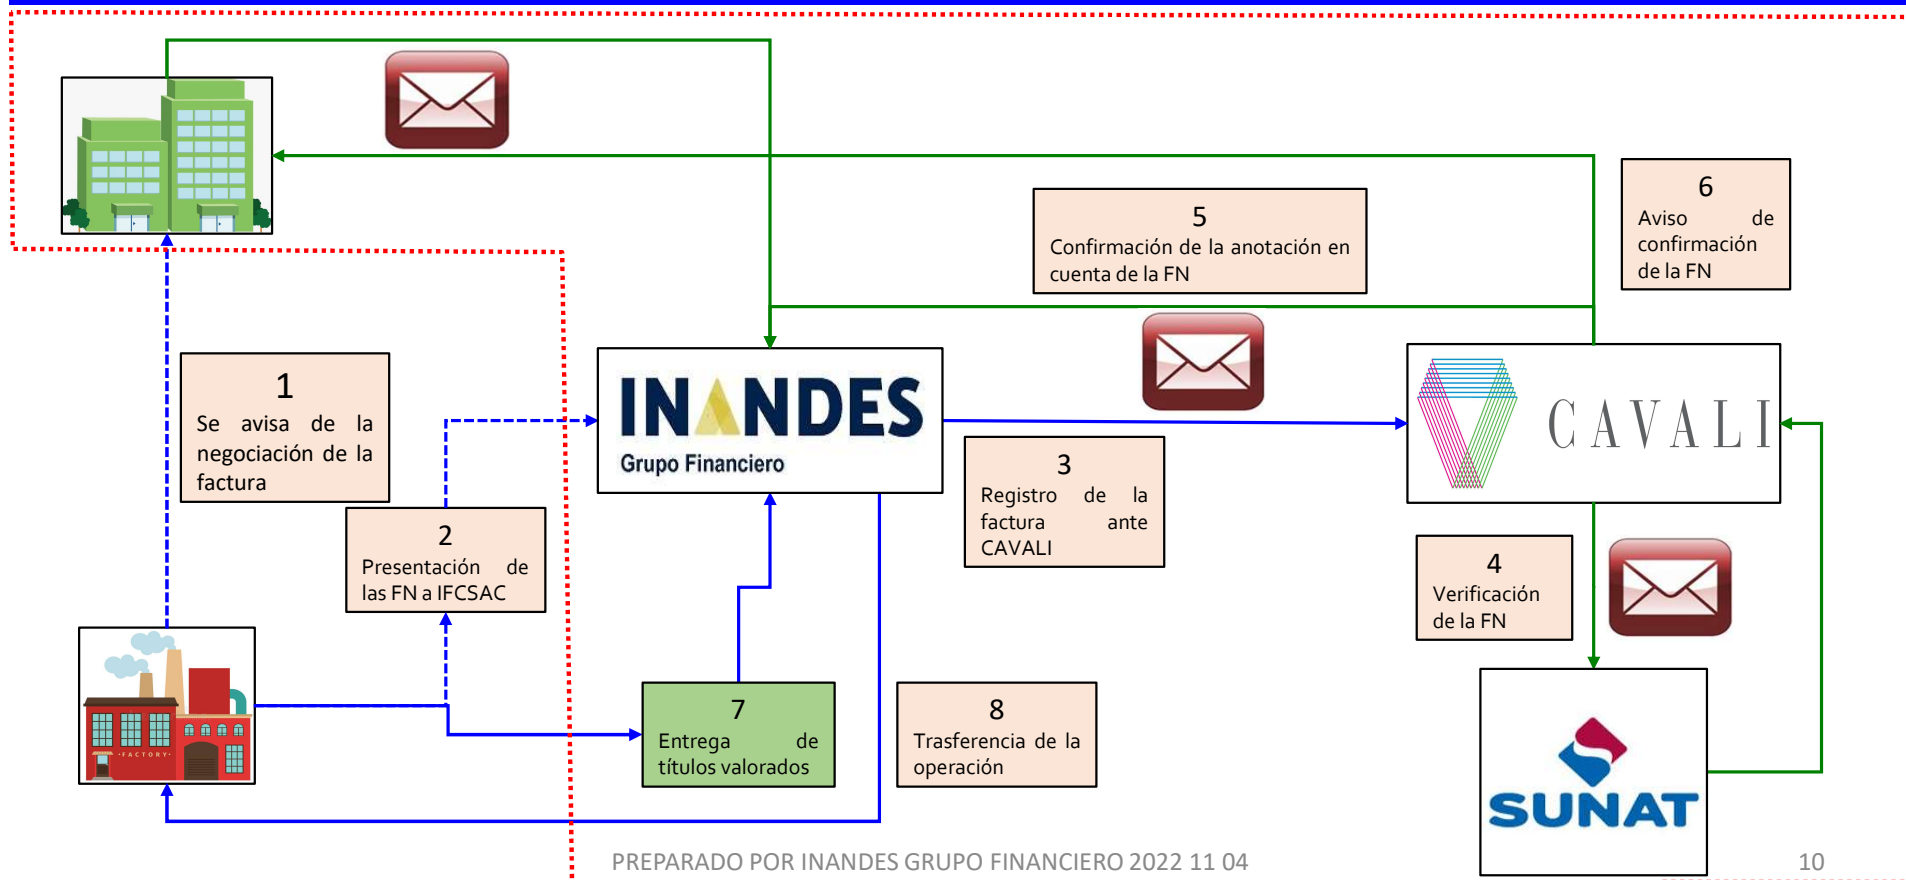 1
Se avisa de la
negociación de la
factura
2
Presentación de
las FN a IFCSAC
INANDES
Grupo Financiero
3
Registro de la
factura ante
CAVALI
5
Confirmación de la anotación en
cuenta de la FN
6
Aviso de
confirmación
de la FN
CAVALI
4
Verificación
de la FN
·FACTORY·
7
Entrega de
títulos valorados
8
Trasferencia de la
operación
SUNAT
PREPARADO POR INANDES GRUPO FINANCIERO 2022 11 04
10